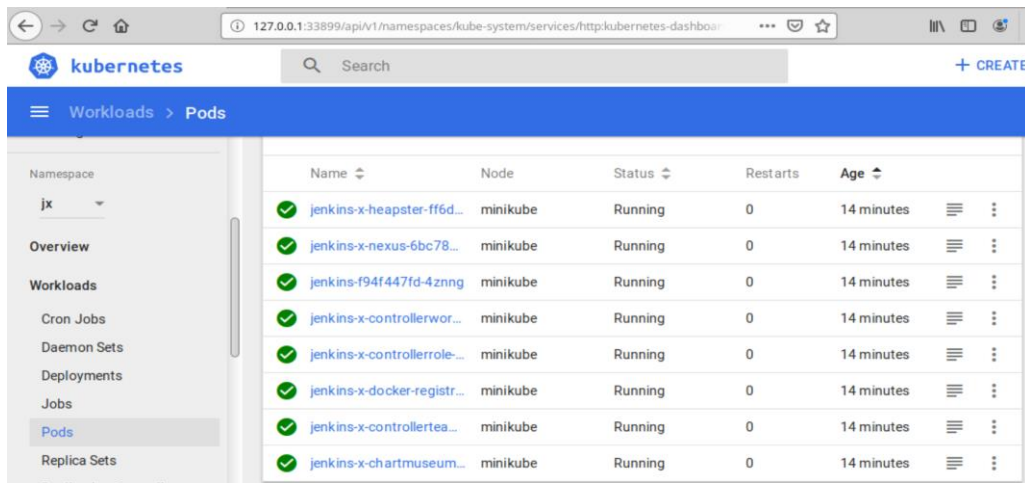 127.0.0.1:33899/api/v1/namespaces/kube-system/services/http:kubernetes-dashboar
kubernetes
Search
+ CREATE
Workloads > Pods
Namespace
jx
Overview
Workloads
Cron Jobs
Daemon Sets
Deployments
Jobs
Pods
Replica Sets
Name Node Status Restarts Age
jenkins-x-heapster-ff6d... minikube Running 0 14 minutes
jenkins-x-nexus-6bc78... minikube Running 0 14 minutes
jenkins-f94f447fd-4znng minikube Running 0 14 minutes
jenkins-x-controllerwor... minikube Running 0 14 minutes
jenkins-x-controllerrole-... minikube Running 0 14 minutes
jenkins-x-docker-registr... minikube Running 0 14 minutes
jenkins-x-controllertea... minikube Running 0 14 minutes
jenkins-x-chartmuseum... minikube Running 0 14 minutes